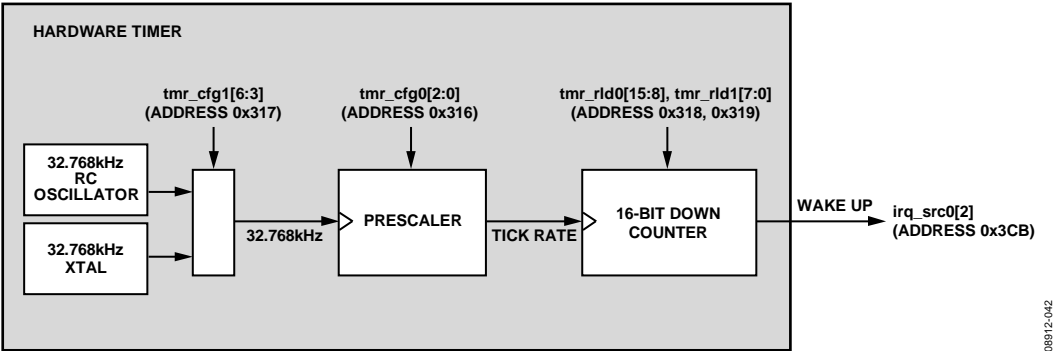 HARDWARE TIMER
tmr_cfg1[6:3]
(ADDRESS 0x317)
tmr_cfg0[2:0]
(ADDRESS 0x316)
tmr_rld0[15:8], tmr_rld1[7:0]
(ADDRESS 0x318, 0x319)
32.768kHz
RC
OSCILLATOR
32.768kHz
XTAL
32.768kHz
PRESCALER
TICK RATE
16-BIT DOWN
COUNTER
WAKE UP
irq_src0[2]
(ADDRESS 0x3CB)
08912-042